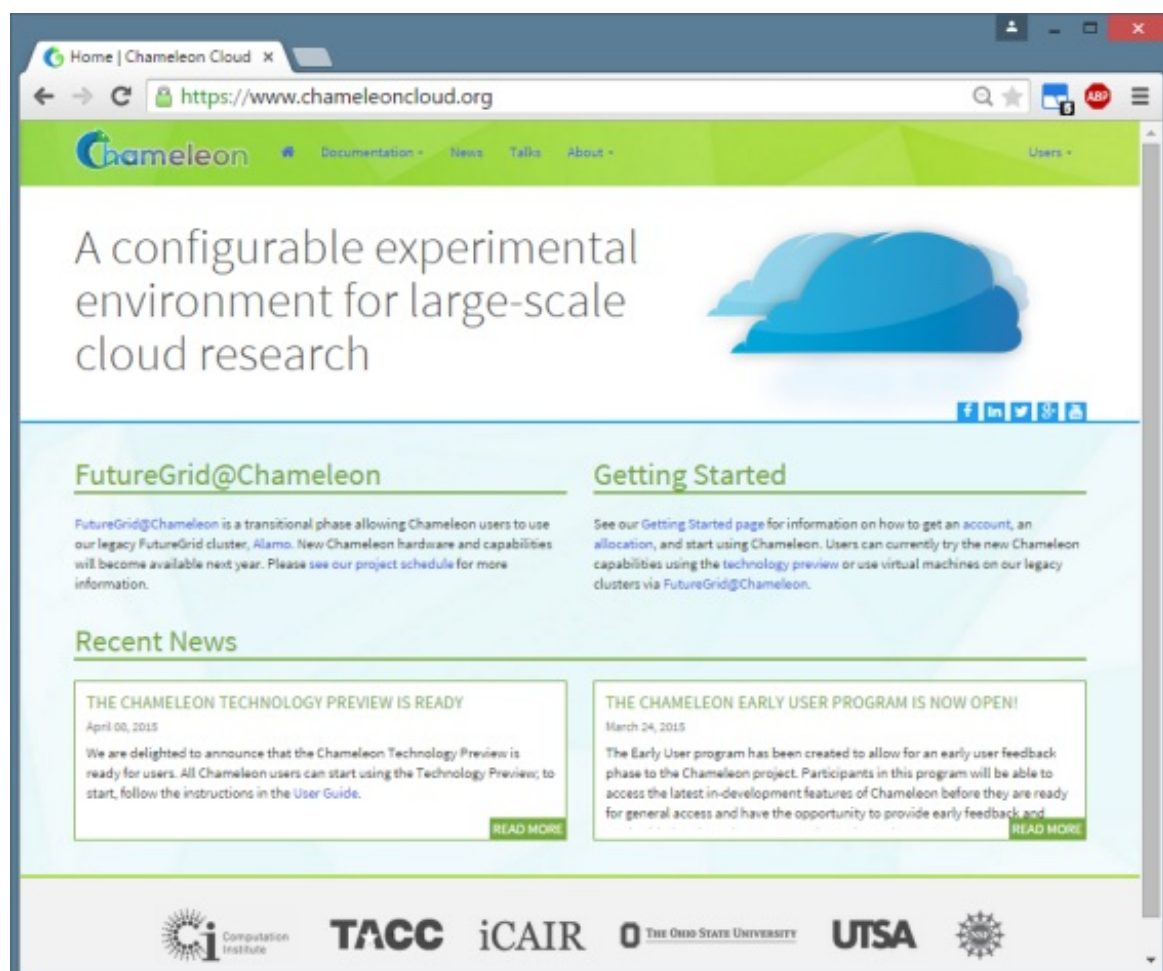 Home | Chameleon Cloud
https://www.chameleoncloud.org
5
ABP
Chameleon
Documentation
News
Talks
About
Users
A configurable experimental
environment for large-scale
cloud research
FutureGrid@Chameleon
FutureGrid@Chameleon is a transitional phase allowing Chameleon users to use
our legacy FutureGrid cluster, Alamo. New Chameleon hardware and capabilities
will become available next year. Please see our project schedule for more
information.
Getting Started
See our Getting Started page for information on how to get an account, an
allocation, and start using Chameleon. Users can currently try the new Chameleon
capabilities using the technology preview or use virtual machines on our legacy
clusters via FutureGrid@Chameleon.
Recent News
THE CHAMELEON TECHNOLOGY PREVIEW IS READY
April 08, 2015
We are delighted to announce that the Chameleon Technology Preview is
ready for users. All Chameleon users can start using the Technology Preview; to
start, follow the instructions in the User Guide.
READ MORE
THE CHAMELEON EARLY USER PROGRAM IS NOW OPEN!
March 24, 2015
The Early User program has been created to allow for an early user feedback
phase to the Chameleon project. Participants in this program will be able to
access the latest in-development features of Chameleon before they are ready
for general access and have the opportunity to provide early feedback and
READ MORE
Ci Computation
Institute
TACC
iCAIR
THE OHIO STATE UNIVERSITY
UTSA
NSF